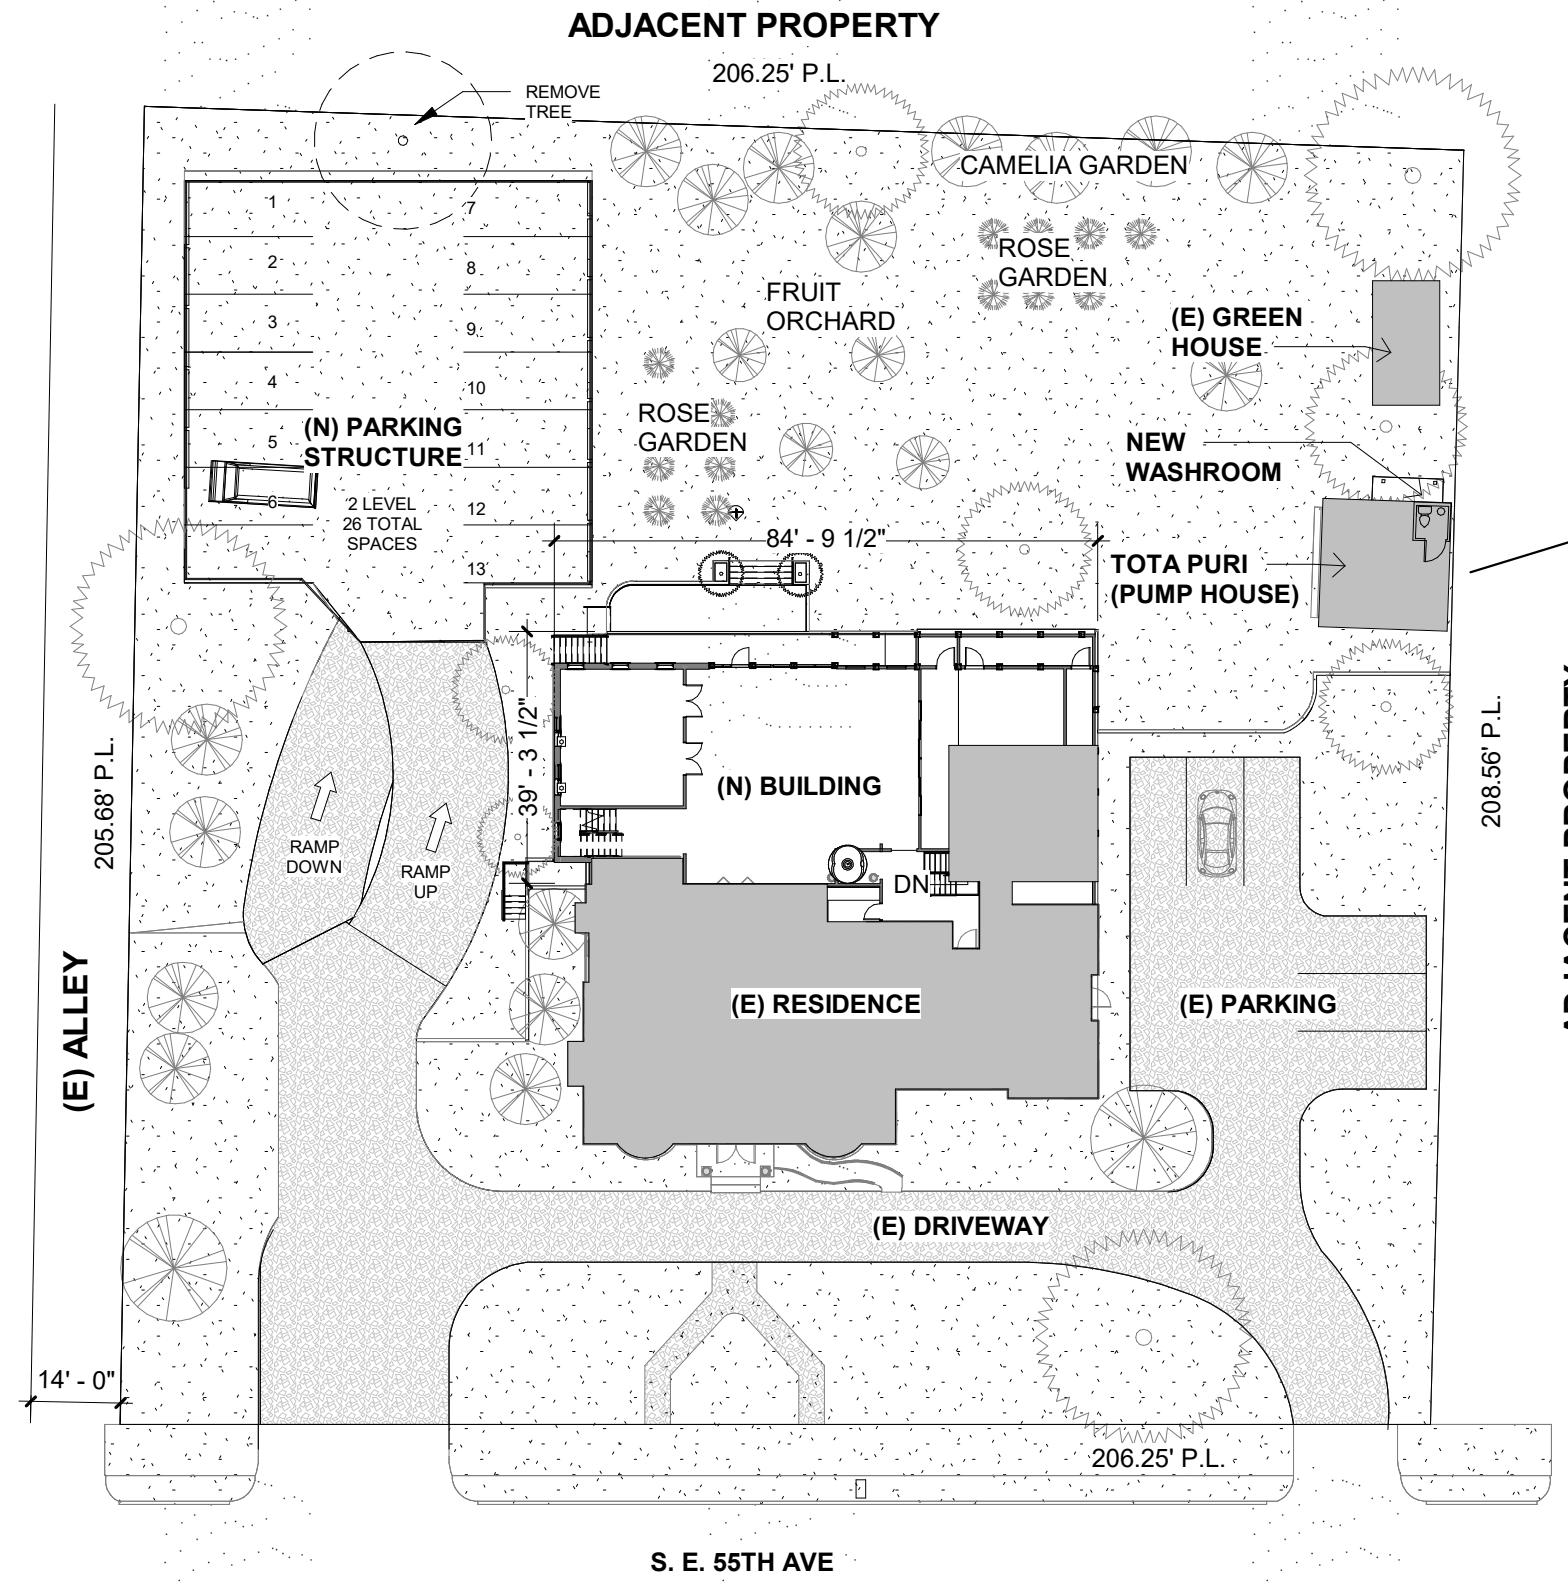 ADJACENT PROPERTY
206.25' P.L.
REMOVE
TREE
CAMELIA GARDEN
1
7
2
8
3
9
4
10
5
11
6
12
13
ROSE
GARDEN
FRUIT
ORCHARD
(E) GREEN
HOUSE
(N) PARKING
STRUCTURE
2 LEVEL
26 TOTAL
SPACES
ROSE
GARDEN
NEW
WASHROOM
84' - 9 1/2"
TOTA PURI
(PUMP HOUSE)
39' - 3 1/2"
205.68' P.L.
208.56' P.L.
ADJACENT PROPERTY
(N) BUILDING
RAMP
DOWN
RAMP
UP
DN
(E) ALLEY
(E) RESIDENCE
(E) PARKING
(E) DRIVEWAY
14' - 0"
206.25' P.L.
S. E. 55TH AVE